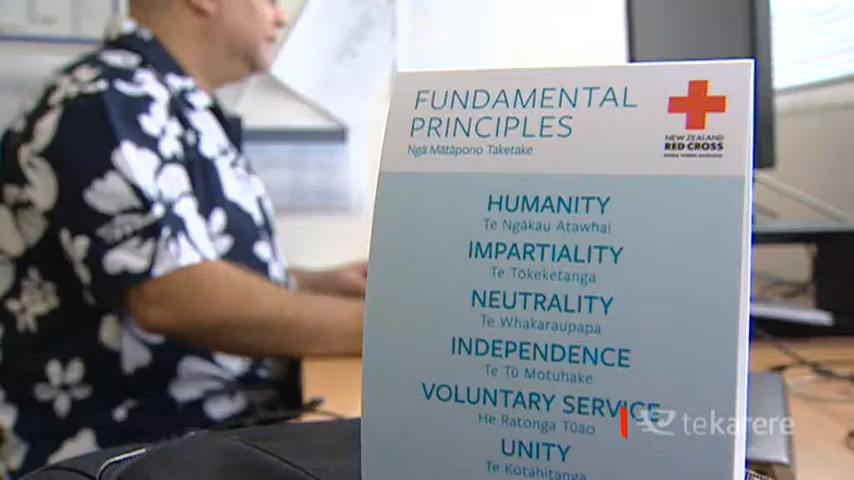 FUNDAMENTAL
PRINCIPLES
Ngā Mātāpono Taketake
NEW ZEALAND
RED CROSS
HUMANITY
Te Ngākau Atawhai
IMPARTIALITY
Te Tōkeketanga
NEUTRALITY
Te Whakaraupapa
INDEPENDENCE
Te Tū Motuhake
VOLUNTARY SERVICE
He Ratonga Tūao
UNITY
Te Kotahitanga
tekarere